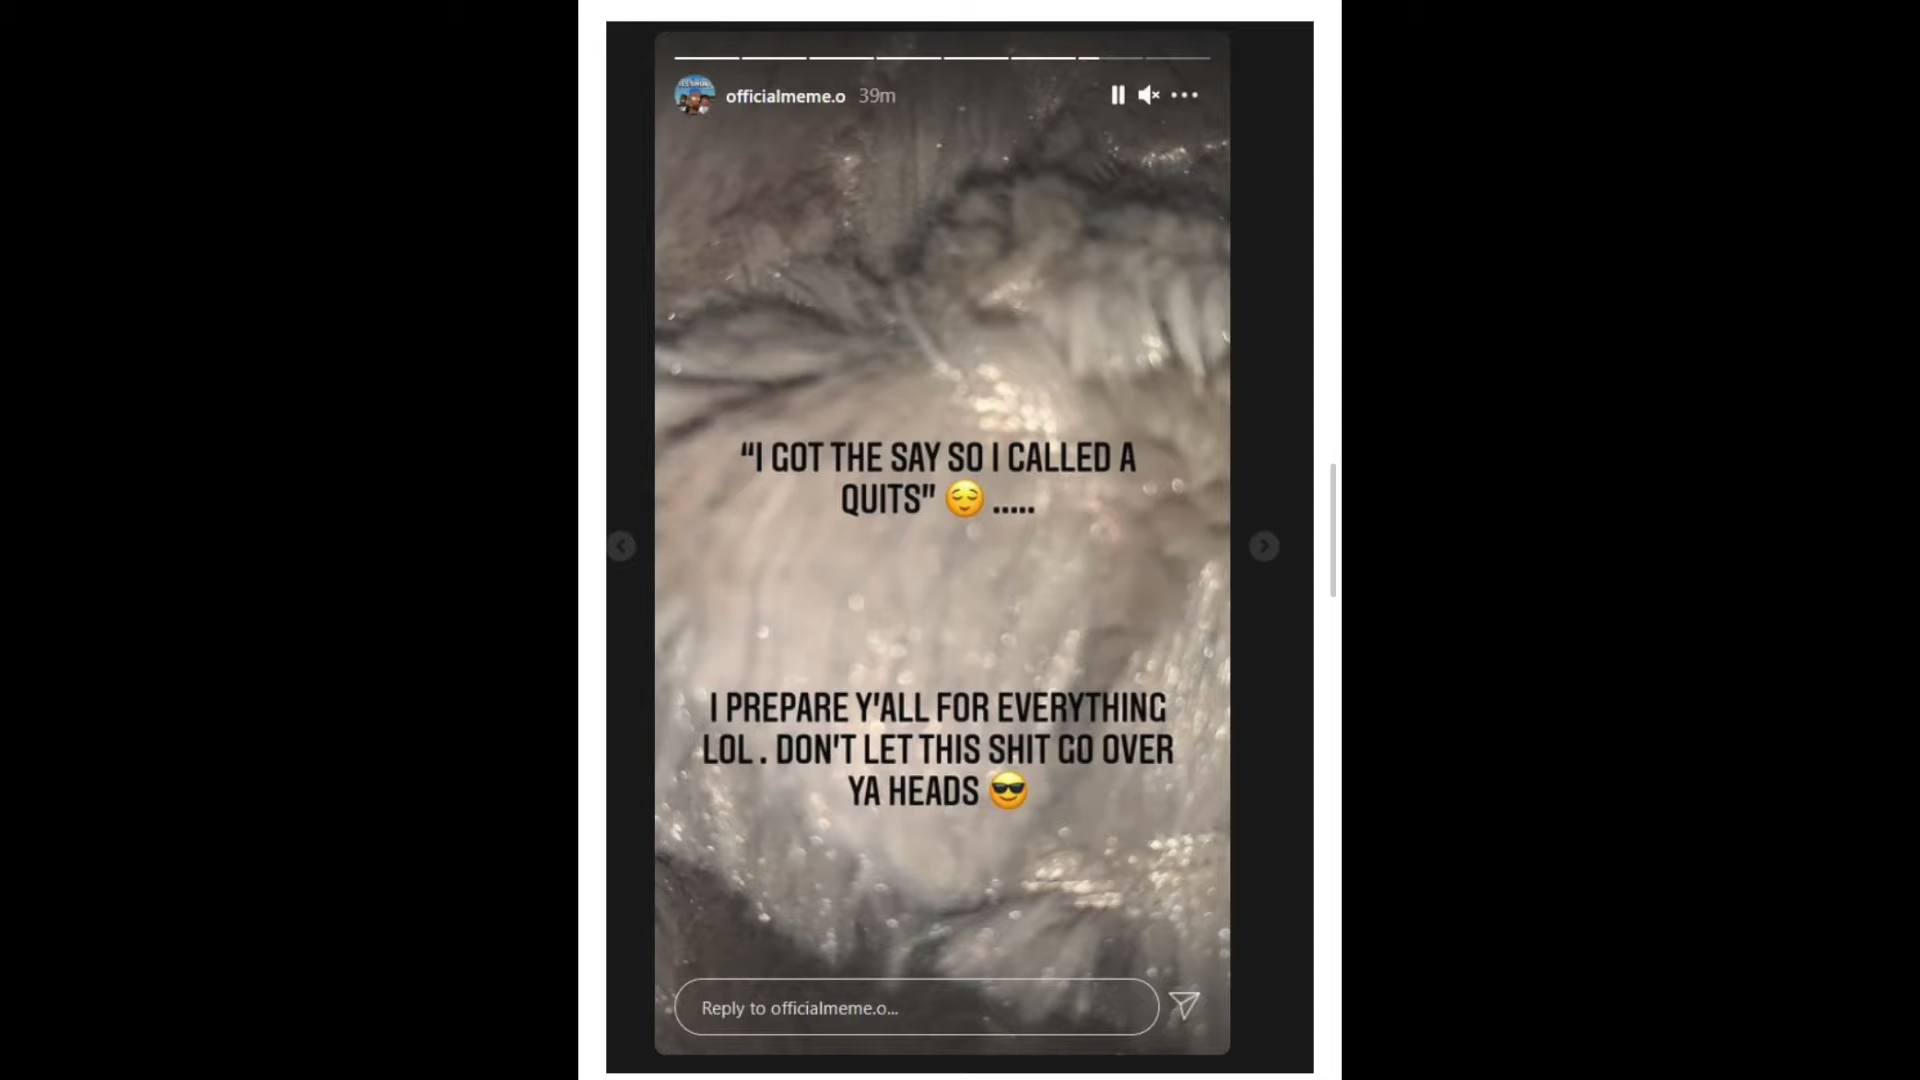 officialmeme.o 39m
“I GOT THE SAY SO I CALLED A
QUITS” 😌 .....
I PREPARE Y'ALL FOR EVERYTHING
LOL . DON'T LET THIS SHIT GO OVER
YA HEADS 😎
Reply to officialmeme.o...